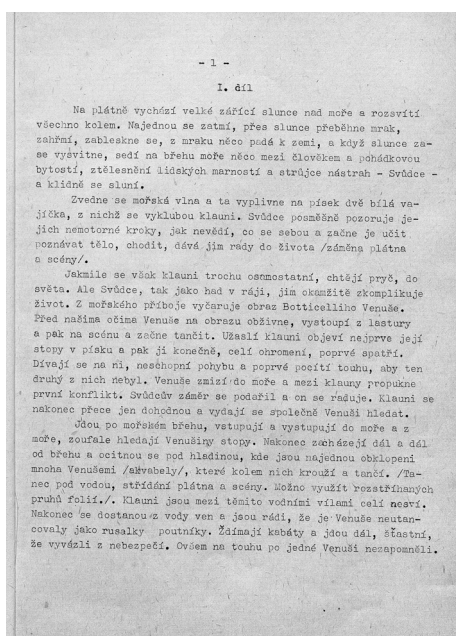 - 1 -
I. díl
Na plátně vychází velké zářící slunce nad moře a rozsvítí
všechno kolem. Najednou se zatmí, přes slunce přeběhne mrak,
zahřmí, zableskne se, z mraku něco padá k zemi, a když slunce za-
se vysvitne, sedí na břehu moře něco mezi člověkem a pohádkovou
bytostí, ztělesnění lidských marností a strůjce nástrah - Svůdce -
a klidně se sluní.
Zvedne se mořská vlna a ta vyplivne na písek dvě bílá va-
jíčka, z nichž se vyklubou klauni. Svůdce posměšně pozoruje je-
jich nemotorné kroky, jak nevědí, co se sebou a začne je učit
poznávat tělo, chodit, dává jim rady do života /záměna plátna
a scény/.
Jakmile se však klauni trochu osamostatní, chtějí pryč, do
světa. Ale Svůdce, tak jako had v ráji, jim okamžitě zkomplikuje
život. Z mořského příboje vyčaruje obraz Botticelliho Venuše.
Před našima očima Venuše na obrazu obživne, vystoupí z lastury
a pak na scénu a začne tančit. Užaslí klauni objeví nejprve její
stopy v písku a pak ji konečně, celí ohromení, poprvé spatří.
Dívají se na ni, neschopní pohybu a poprvé pocítí touhu, aby ten
druhý z nich nebyl. Venuše zmizí do moře a mezi klauny propukne
první konflikt. Svůdcův záměr se podařil a on se raduje. Klauni se
nakonec přece jen dohodnou a vydají se společně Venuši hledat.
Jdou po mořském břehu, vstupují a vystupují do moře a z
moře, zoufale hledají Venušiny stopy. Nakonec zacházejí dál a dál
od břehu a ocitnou se pod hladinou, kde jsou najednou obklopeni
mnoha Venušemi /akvabely/, které kolem nich krouží a tančí. /Ta-
nec pod vodou, střídání plátna a scény. Možno využít rozstříhaných
pruhů folií./. Klauni jsou mezi těmito vodními vílami celí nesví.
Nakonec se dostanou z vody ven a jsou rádi, že je Venuše neutan-
covaly jako rusalky poutníky. Ždímají kabáty a jdou dál, šťastní,
že vyvázli z nebezpečí. Ovšem na touhu po jedné Venuši nezapomněli.